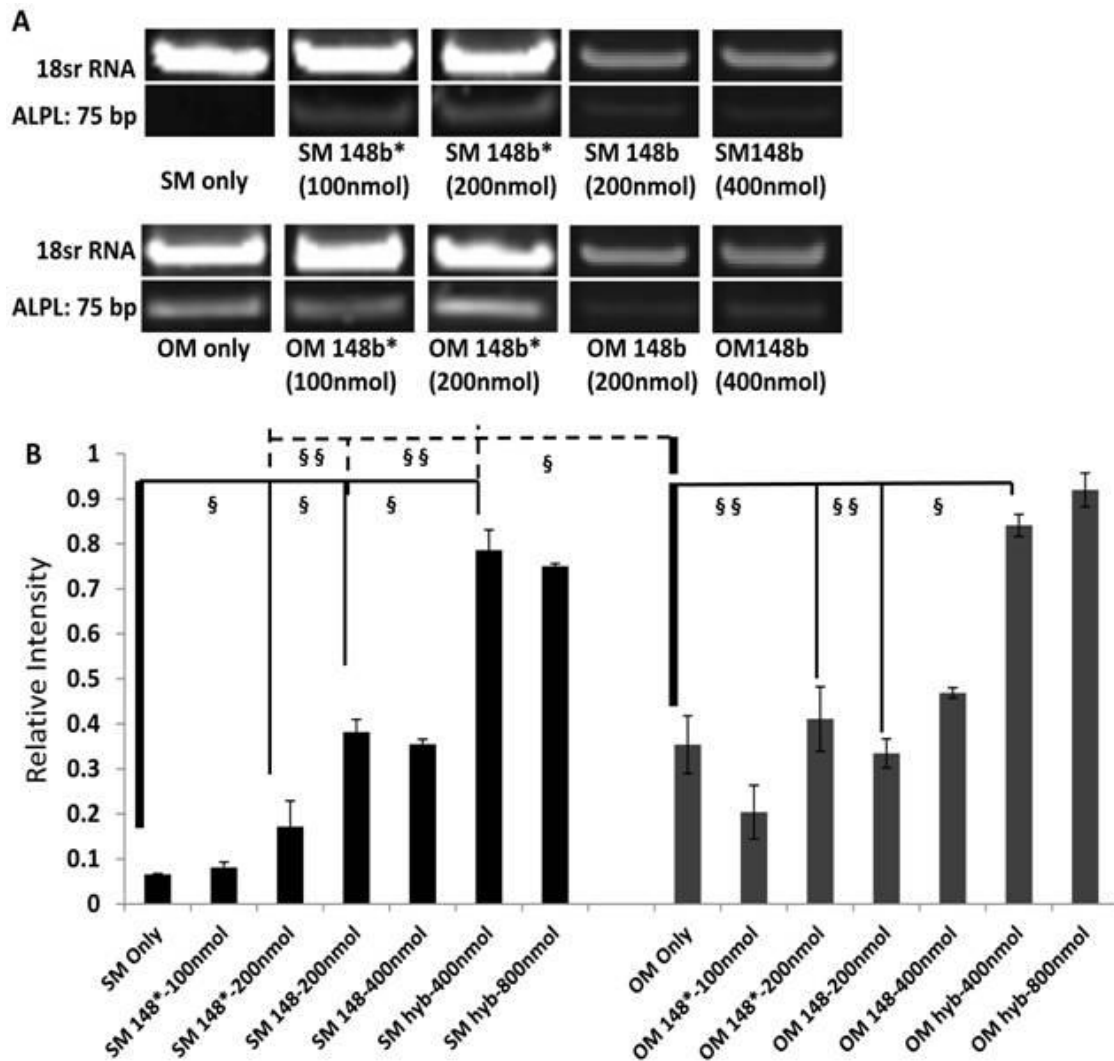 A
18sr RNA
ALPL: 75 bp
SM only
SM 148b*
(100nmol)
SM 148b*
(200nmol)
SM 148b
(200nmol)
SM148b
(400nmol)
18sr RNA
ALPL: 75 bp
OM only
OM 148b*
(100nmol)
OM 148b*
(200nmol)
OM 148b
(200nmol)
OM148b
(400nmol)
B
Relative Intensity
1
0.9
0.8
0.7
0.6
0.5
0.4
0.3
0.2
0.1
0
§ §
§ §
§
§
§
§
§ §
§ §
§
SM Only
SM 148*-100nmol
SM 148*-200nmol
SM 148-200nmol
SM 148-400nmol
SM hyb-400nmol
SM hyb-800nmol
OM Only
OM 148*-100nmol
OM 148*-200nmol
OM 148-200nmol
OM 148-400nmol
OM hyb-400nmol
OM hyb-800nmol